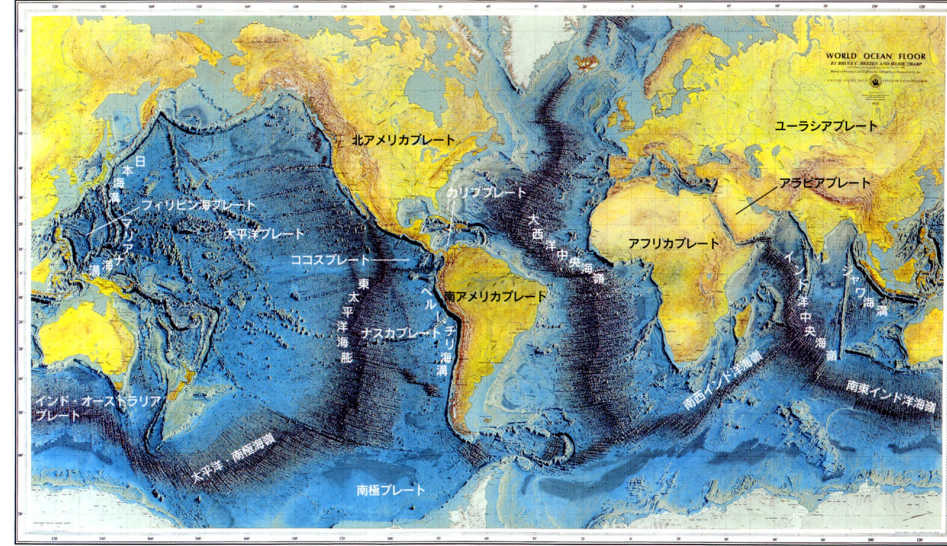 WORLD OCEAN FLOOR
BY BRUCE C. HEEZEN AND MARIE THARP
ユーラシアプレート
北アメリカプレート
日本海溝
アラビアプレート
カリブプレート
フィリピン海プレート
マリアナ海溝
太平洋プレート
大西洋中央海嶺
アフリカプレート
ココスプレート
インド洋中央海嶺
ジャワ海溝
東太平洋海膨
ペルーチリ海溝
南アメリカプレート
ナスカプレート
南西インド洋海嶺
南東インド洋海嶺
インド・オーストラリア
プレート
太平洋・南極海嶺
南極プレート